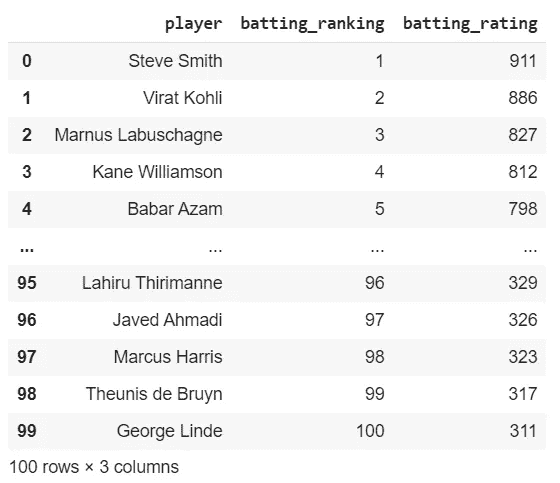 player batting_ranking batting_rating
0 Steve Smith 1 911
1 Virat Kohli 2 886
2 Marnus Labuschagne 3 827
3 Kane Williamson 4 812
4 Babar Azam 5 798
... ... ... ...
95 Lahiru Thirimanne 96 329
96 Javed Ahmadi 97 326
97 Marcus Harris 98 323
98 Theunis de Bruyn 99 317
99 George Linde 100 311
100 rows × 3 columns